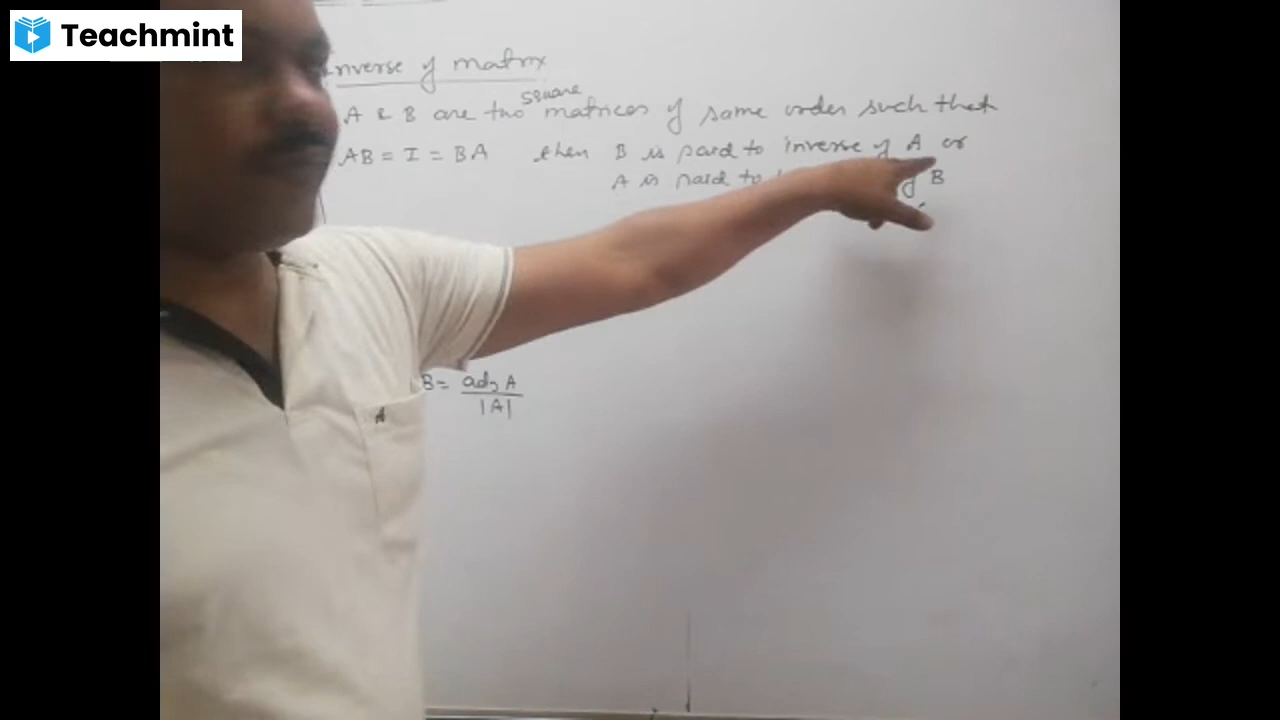 Teachmint
Inverse of matrix
A & B are two square matrices of same order such that
AB = I = BA then B is said to inverse of A or
A is said to of B
B = adj A / |A|
A